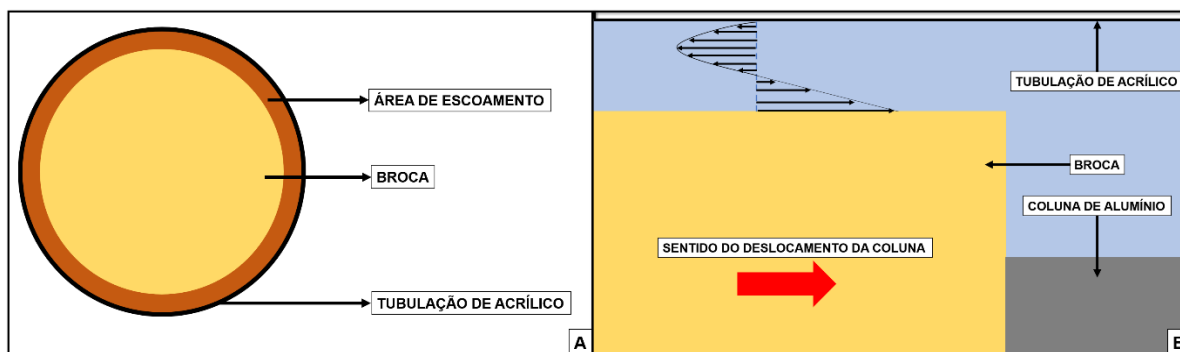 ÁREA DE ESCOAMENTO
BROCA
TUBULAÇÃO DE ACRÍLICO
A
TUBULAÇÃO DE ACRÍLICO
BROCA
COLUNA DE ALUMÍNIO
SENTIDO DO DESLOCAMENTO DA COLUNA
B